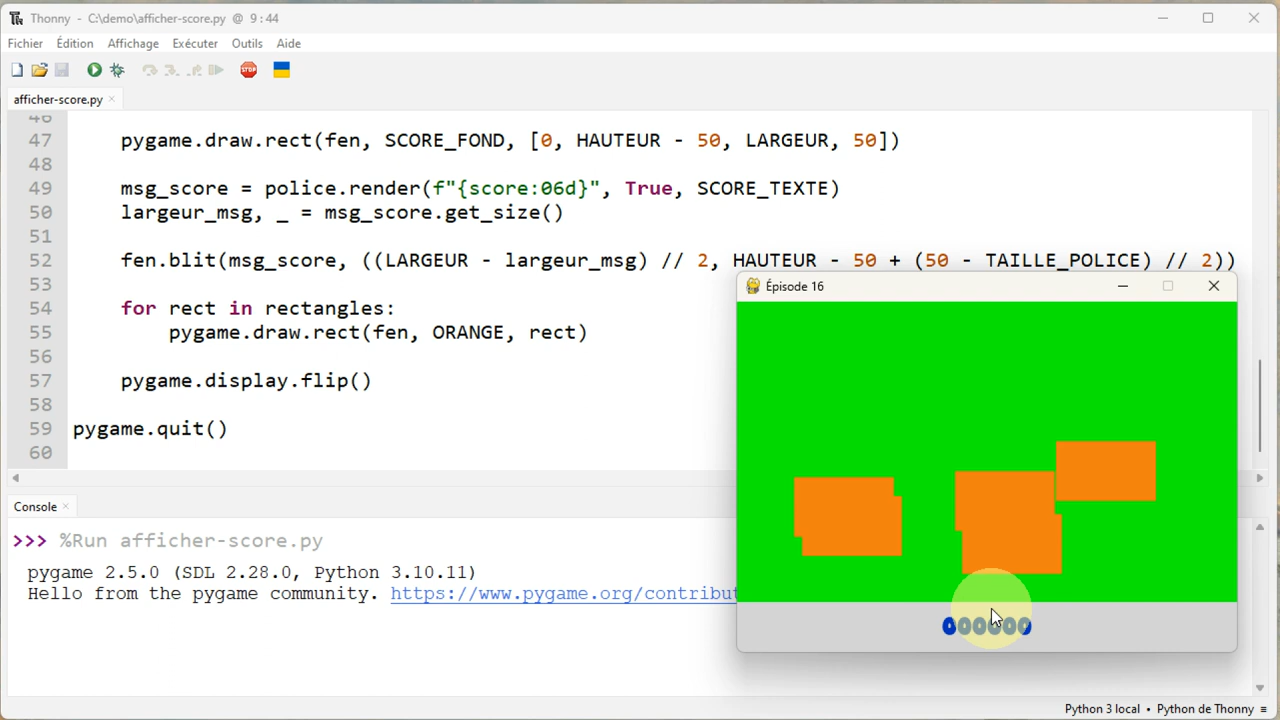 Thonny - C:\demo\afficher-score.py @ 9:44
Fichier Édition Affichage Exécuter Outils Aide
STOP
afficher-score.py ×
46
47 pygame.draw.rect(fen, SCORE_FOND, [0, HAUTEUR - 50, LARGEUR, 50])
48
49 msg_score = police.render(f"{score:06d}", True, SCORE_TEXTE)
50 largeur_msg, _ = msg_score.get_size()
51
52 fen.blit(msg_score, ((LARGEUR - largeur_msg) // 2, HAUTEUR - 50 + (50 - TAILLE_POLICE) // 2))
53
54 for rect in rectangles:
55 pygame.draw.rect(fen, ORANGE, rect)
56
57 pygame.display.flip()
58
59 pygame.quit()
60
Épisode 16
000000
Console ×
>>> %Run afficher-score.py
pygame 2.5.0 (SDL 2.28.0, Python 3.10.11)
Hello from the pygame community. https://www.pygame.org/contribut
Python 3 local • Python de Thonny ≡